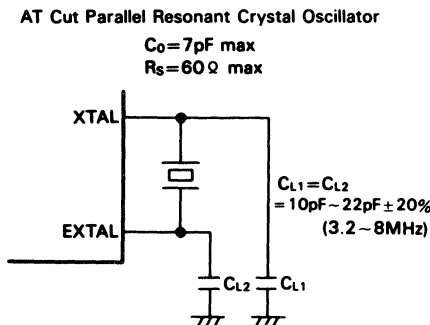 AT Cut Parallel Resonant Crystal Oscillator
C₀=7pF max
Rs=60Ω max
XTAL
CL1=CL2
=10pF~22pF±20%
(3.2~8MHz)
EXTAL
CL2
CL1